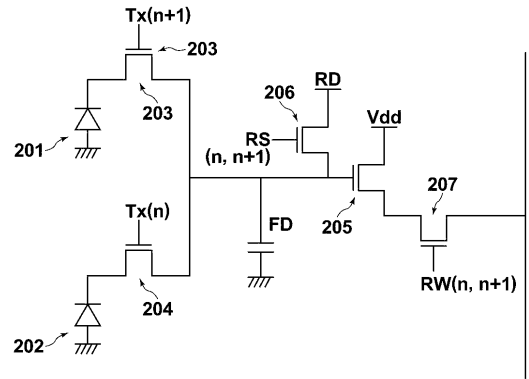 Tx(n+1)
203
203
201
206
RD
RS
(n, n+1)
Vdd
207
205
FD
RW(n, n+1)
Tx(n)
204
202